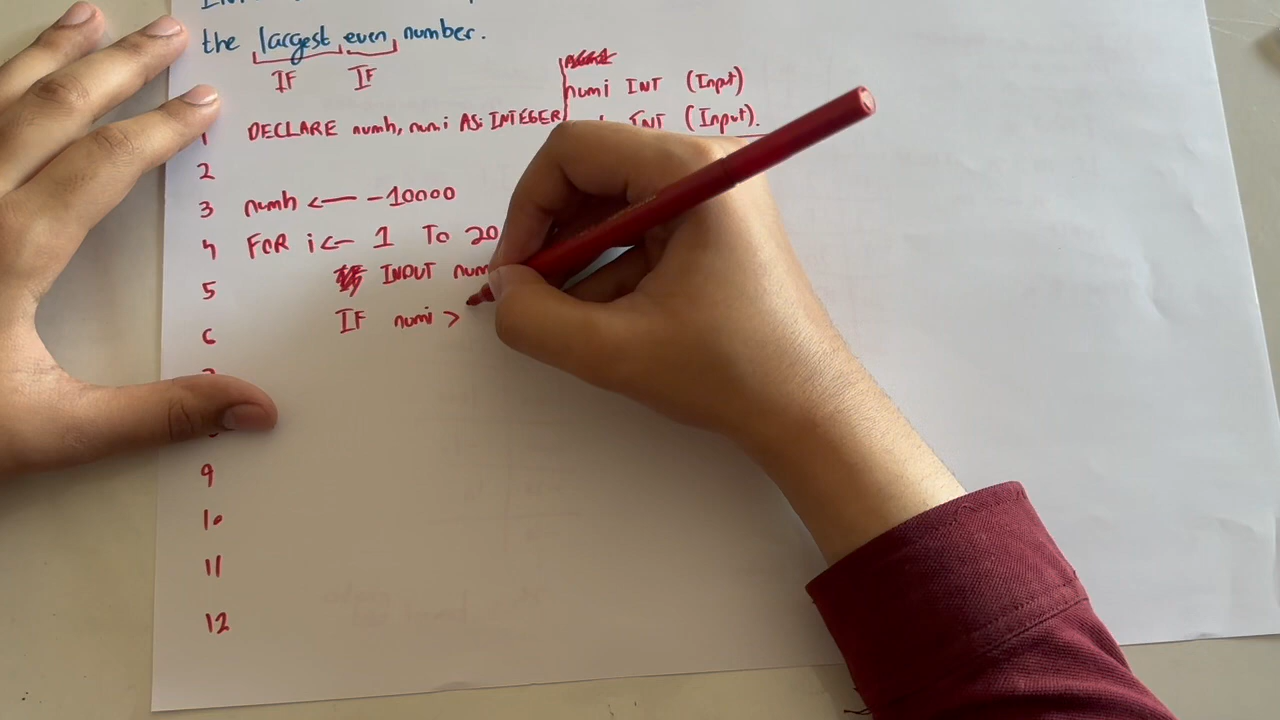 the largest even number.
IF IF
numi INT (Input)
1 DECLARE numh, numi AS: INTEGER INT (Input).
2
3 numh ← -10000
4 FOR i ← 1 To 20
5 INPUT num
6 IF numi >
9
10
11
12